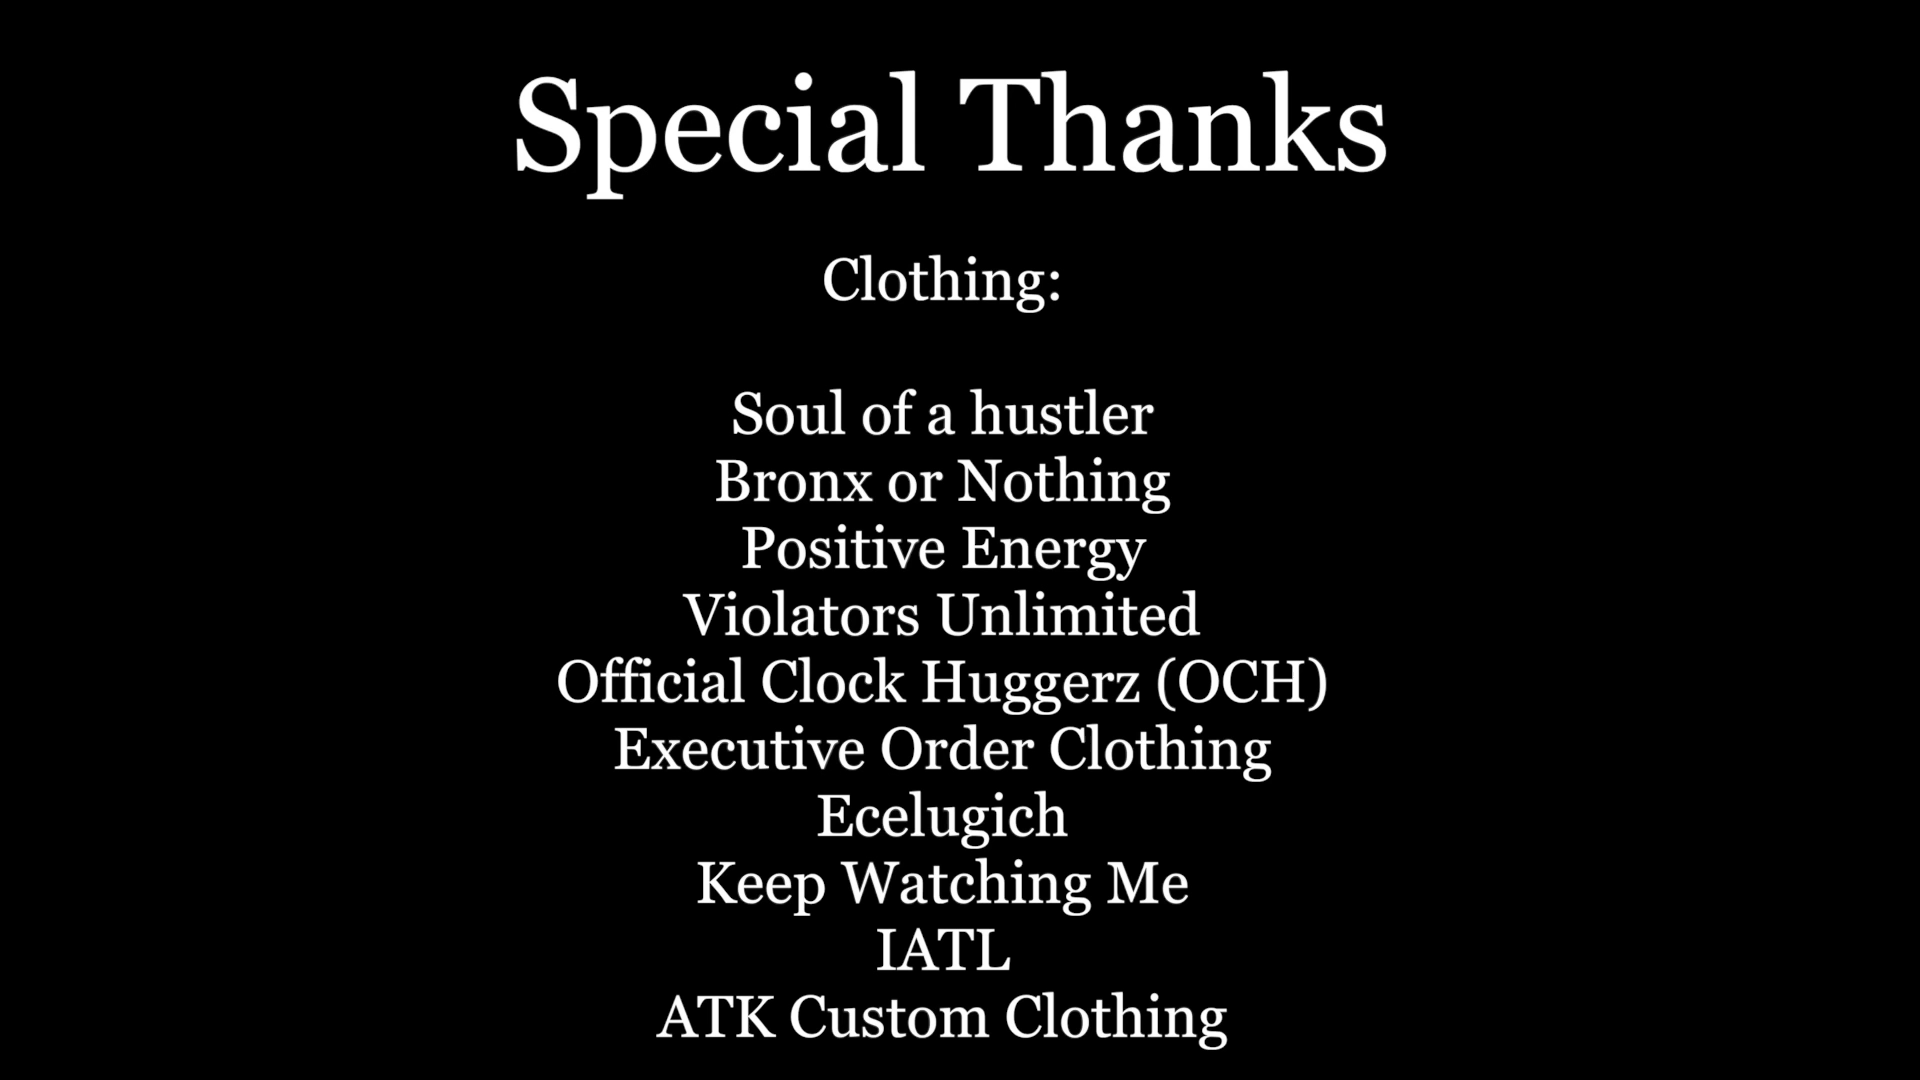 Special Thanks
Clothing:
Soul of a hustler
Bronx or Nothing
Positive Energy
Violators Unlimited
Official Clock Huggerz (OCH)
Executive Order Clothing
Ecelugich
Keep Watching Me
IATL
ATK Custom Clothing